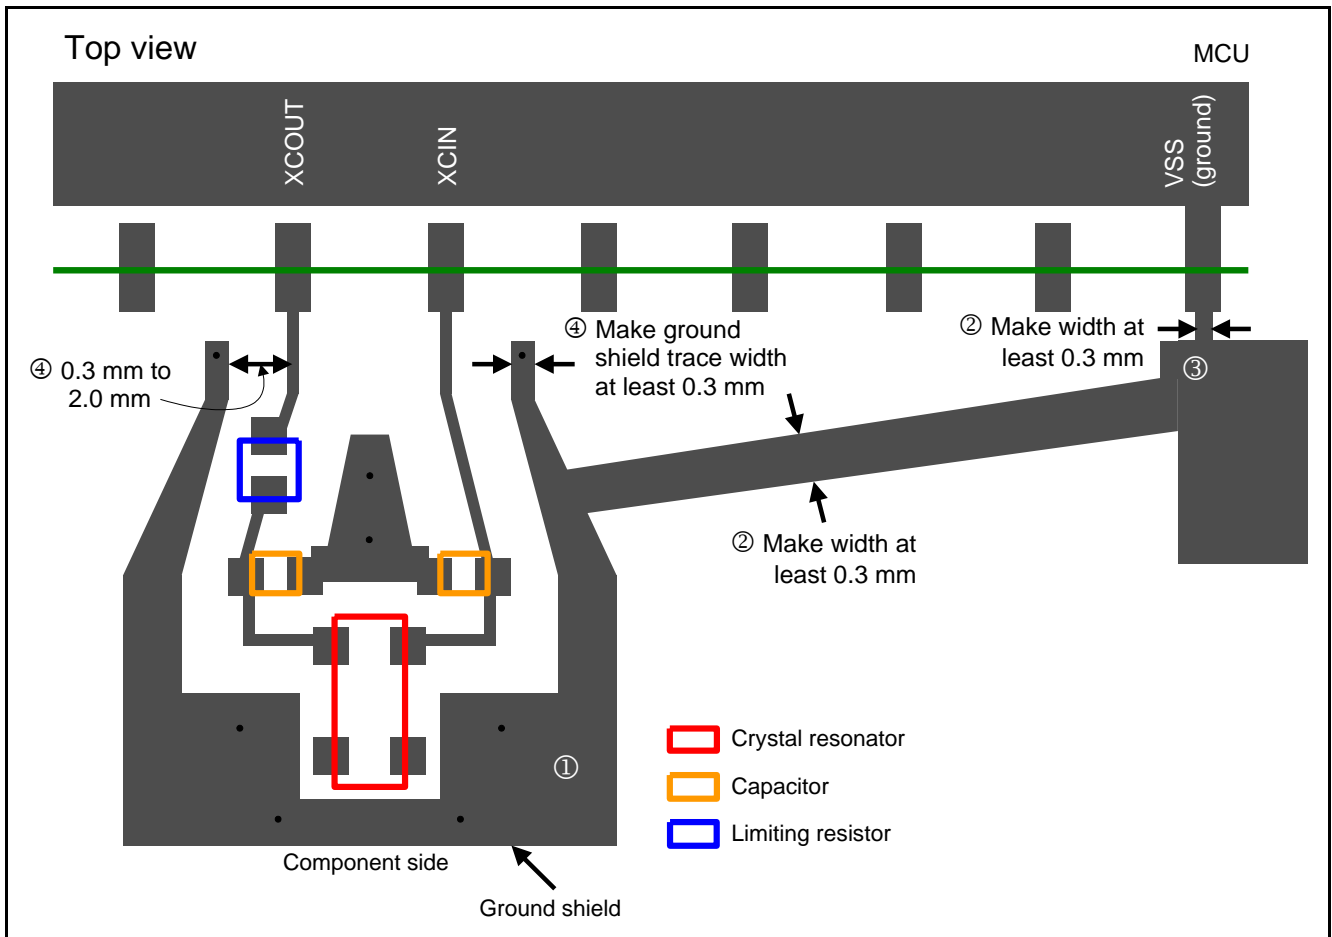 Top view
MCU
XCOUT
XCIN
VSS
(ground)
④ 0.3 mm to
2.0 mm
④ Make ground
shield trace width
at least 0.3 mm
② Make width at
least 0.3 mm
③
② Make width at
least 0.3 mm
①
Crystal resonator
Capacitor
Limiting resistor
Component side
Ground shield